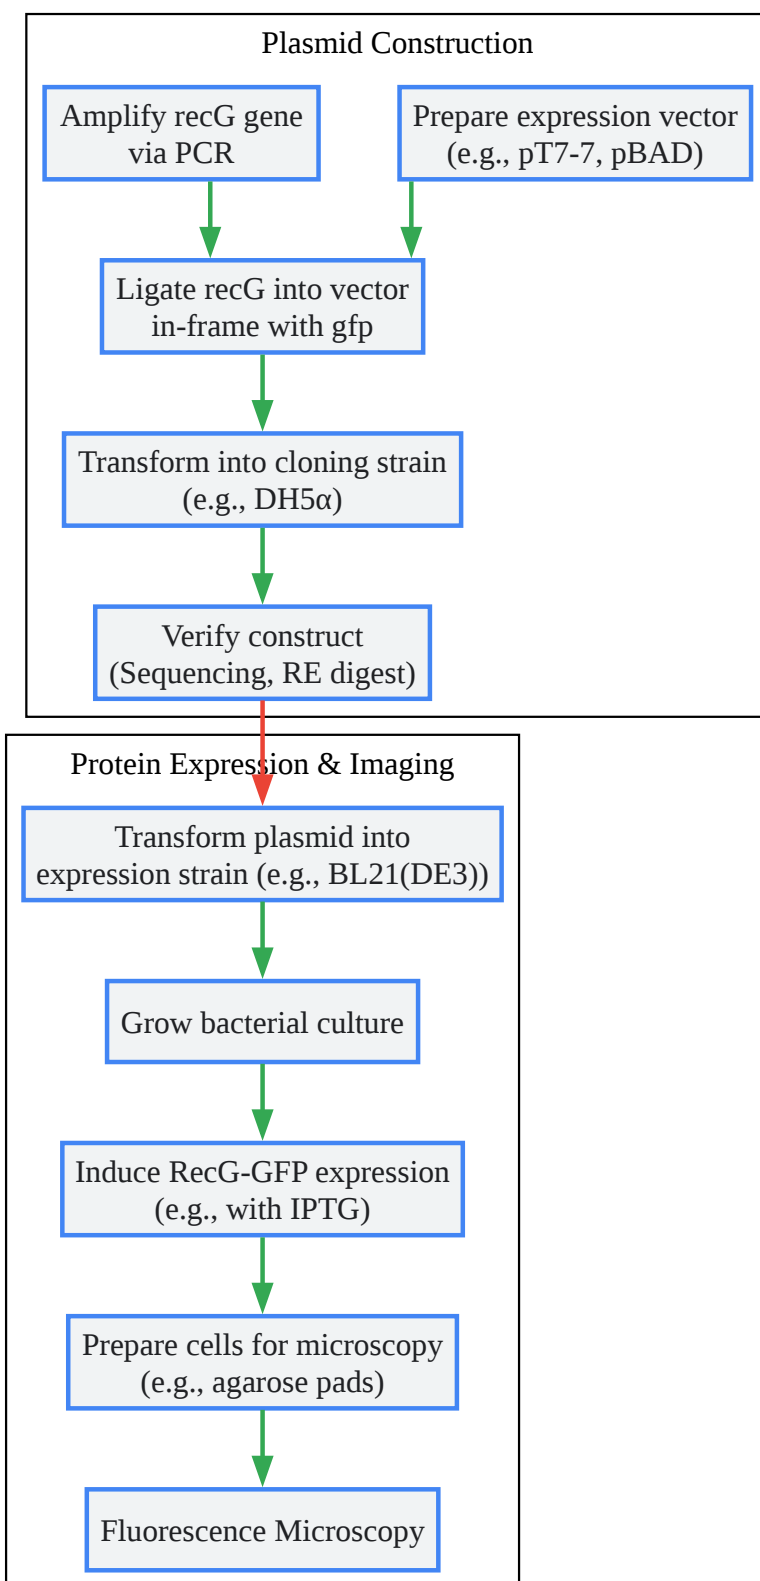 Plasmid Construction
Amplify recG gene
via PCR
Prepare expression vector
(e.g., pT7-7, pBAD)
Ligate recG into vector
in-frame with gfp
Transform into cloning strain
(e.g., DH5α)
Verify construct
(Sequencing, RE digest)
Protein Expression & Imaging
Transform plasmid into
expression strain (e.g., BL21(DE3))
Grow bacterial culture
Induce RecG-GFP expression
(e.g., with IPTG)
Prepare cells for microscopy
(e.g., agarose pads)
Fluorescence Microscopy